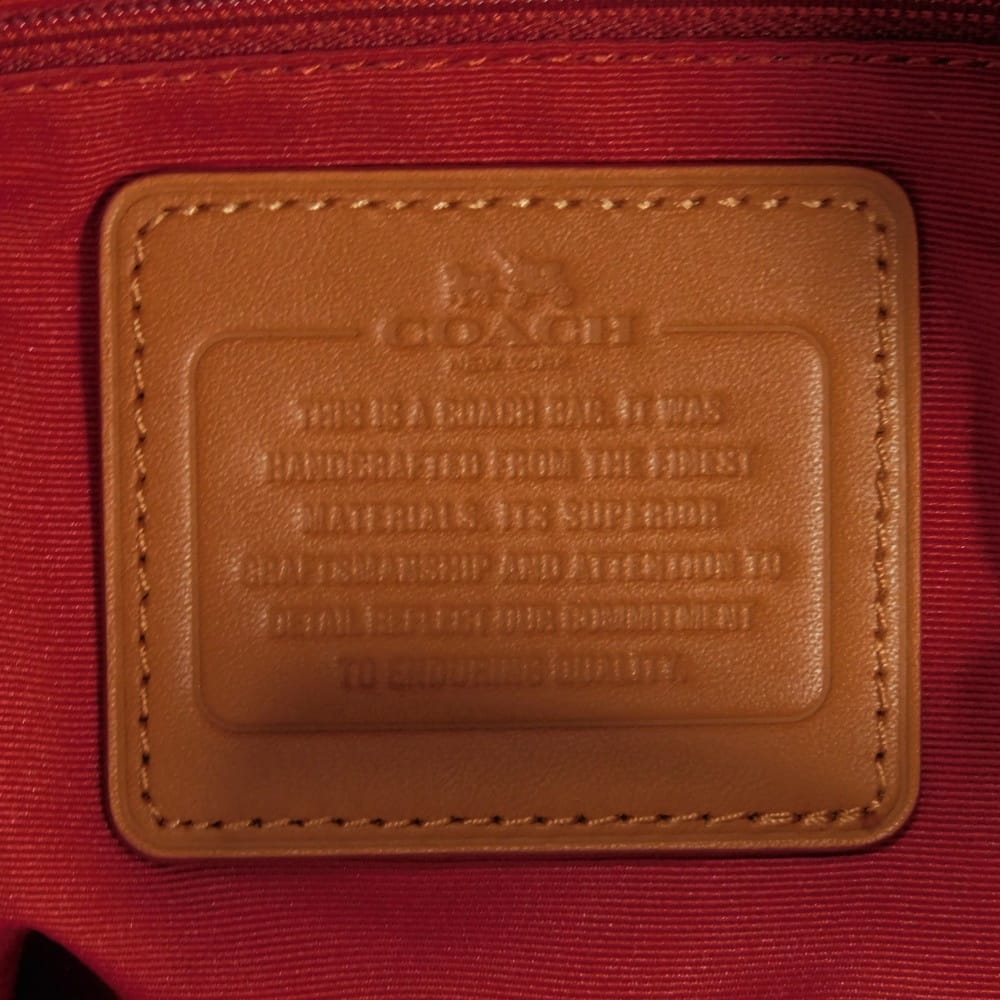 COACH
NEW YORK
THIS IS A COACH BAG. IT WAS
HANDCRAFTED FROM THE FINEST
MATERIALS. ITS SUPERIOR
CRAFTSMANSHIP AND ATTENTION TO
DETAIL REFLECT OUR COMMITMENT
TO ENDURING QUALITY.